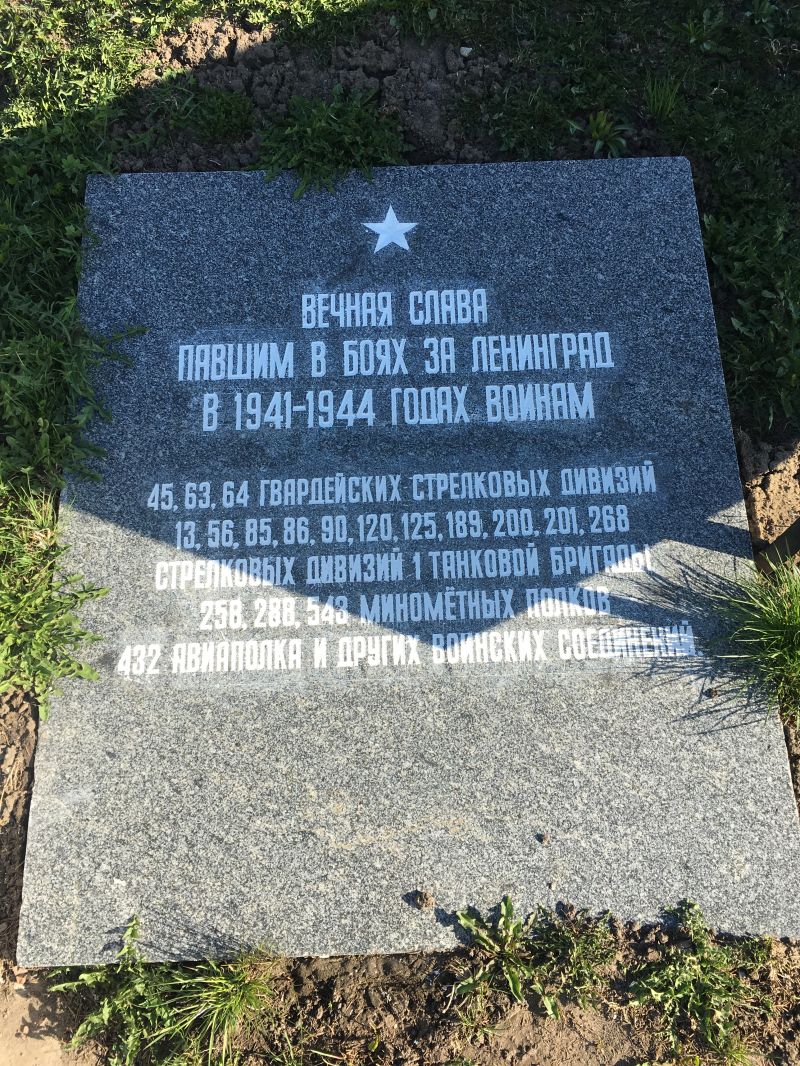 ВЕЧНАЯ СЛАВА
ПАВШИМ В БОЯХ ЗА ЛЕНИНГРАД
В 1941-1944 ГОДАХ ВОИНАМ
45, 63, 64 ГВАРДЕЙСКИХ СТРЕЛКОВЫХ ДИВИЗИЙ
13, 56, 85, 86, 90, 120, 125, 189, 200, 201, 268
СТРЕЛКОВЫХ ДИВИЗИЙ 1 ТАНКОВОЙ БРИГАДЫ
258, 288, 543 МИНОМЁТНЫХ ПОЛКОВ
432 АВИАПОЛКА И ДРУГИХ ВОИНСКИХ СОЕДИНЕНИЙ